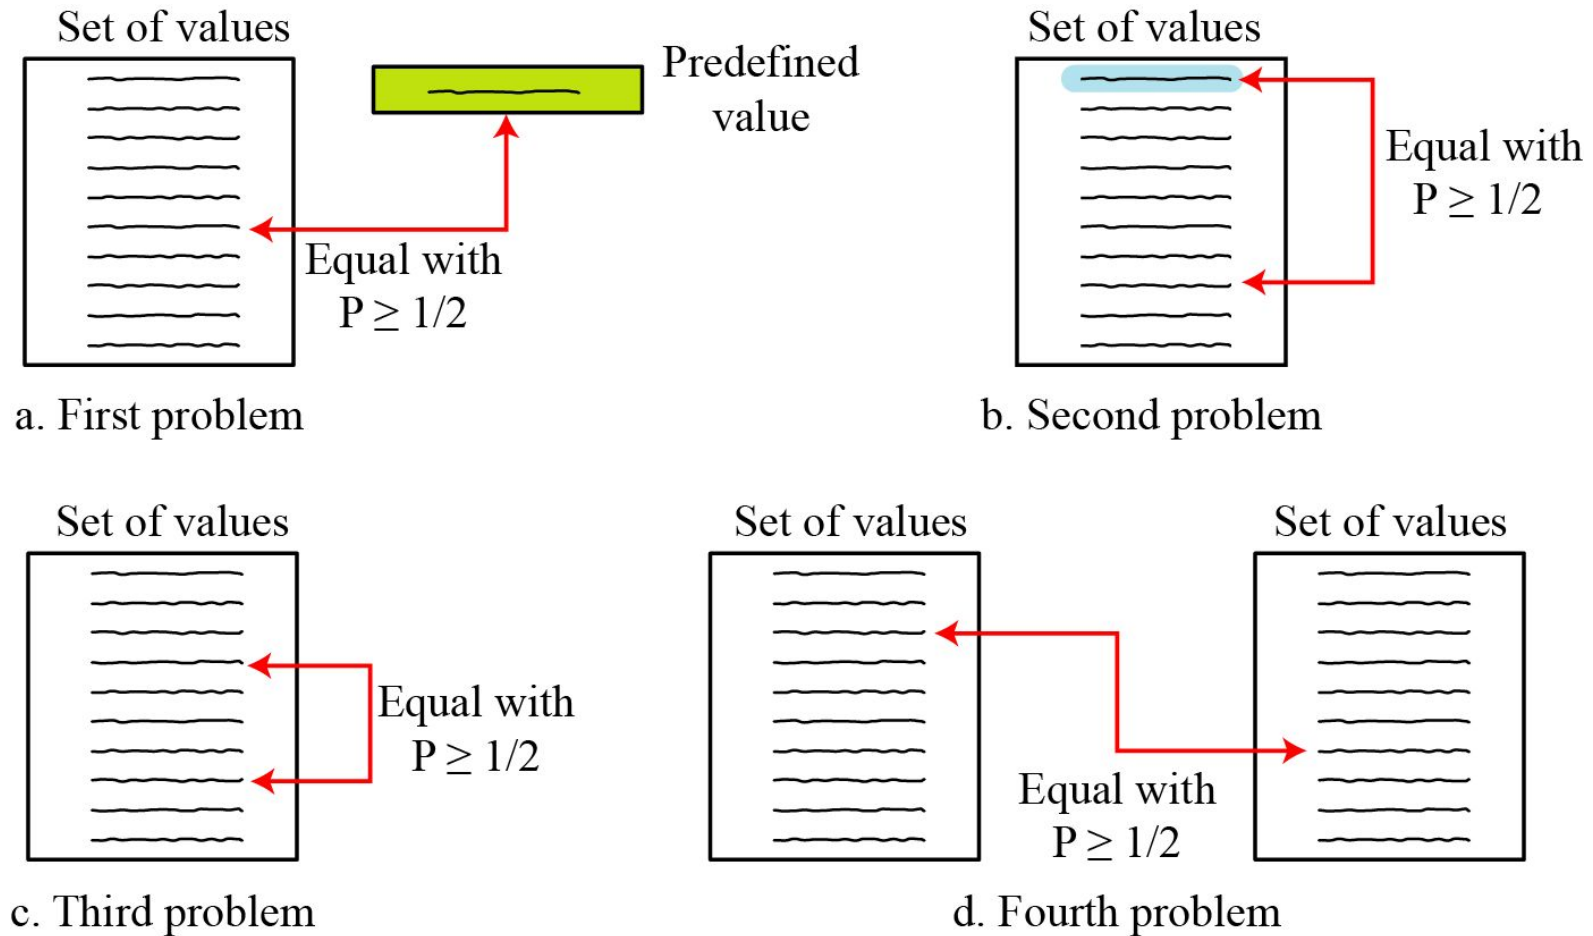 Set of values
Predefined
value
Equal with
P ≥ 1/2
a. First problem
Set of values
Equal with
P ≥ 1/2
b. Second problem
Set of values
Equal with
P ≥ 1/2
c. Third problem
Set of values
Set of values
Equal with
P ≥ 1/2
d. Fourth problem